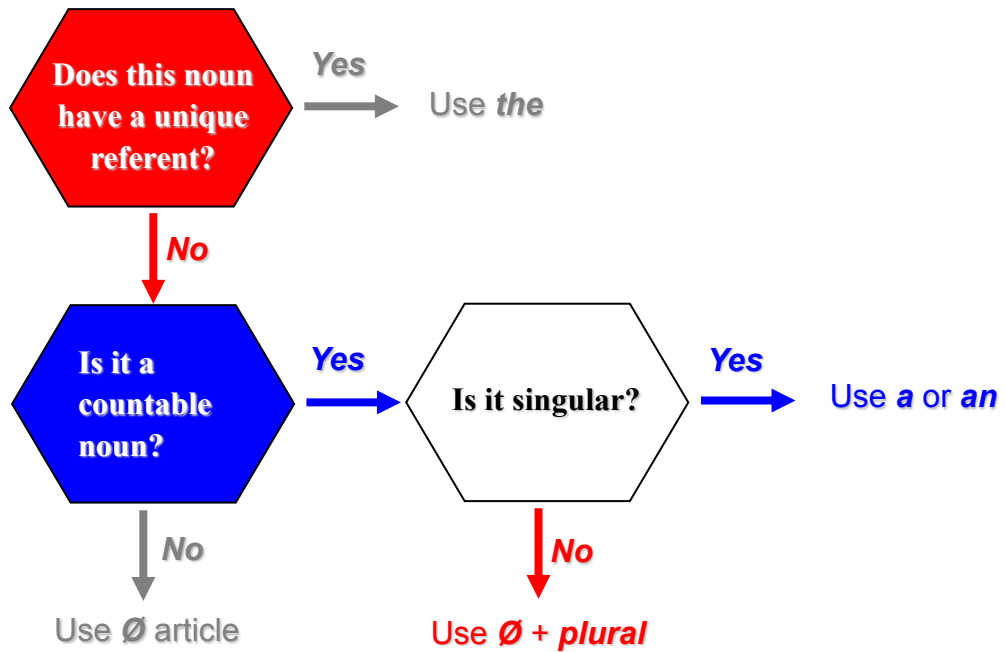 Does this noun
have a unique
referent?
Yes
Use the
No
Is it a
countable
noun?
Yes
Is it singular?
Yes
Use a or an
No
Use Ø article
No
Use Ø + plural